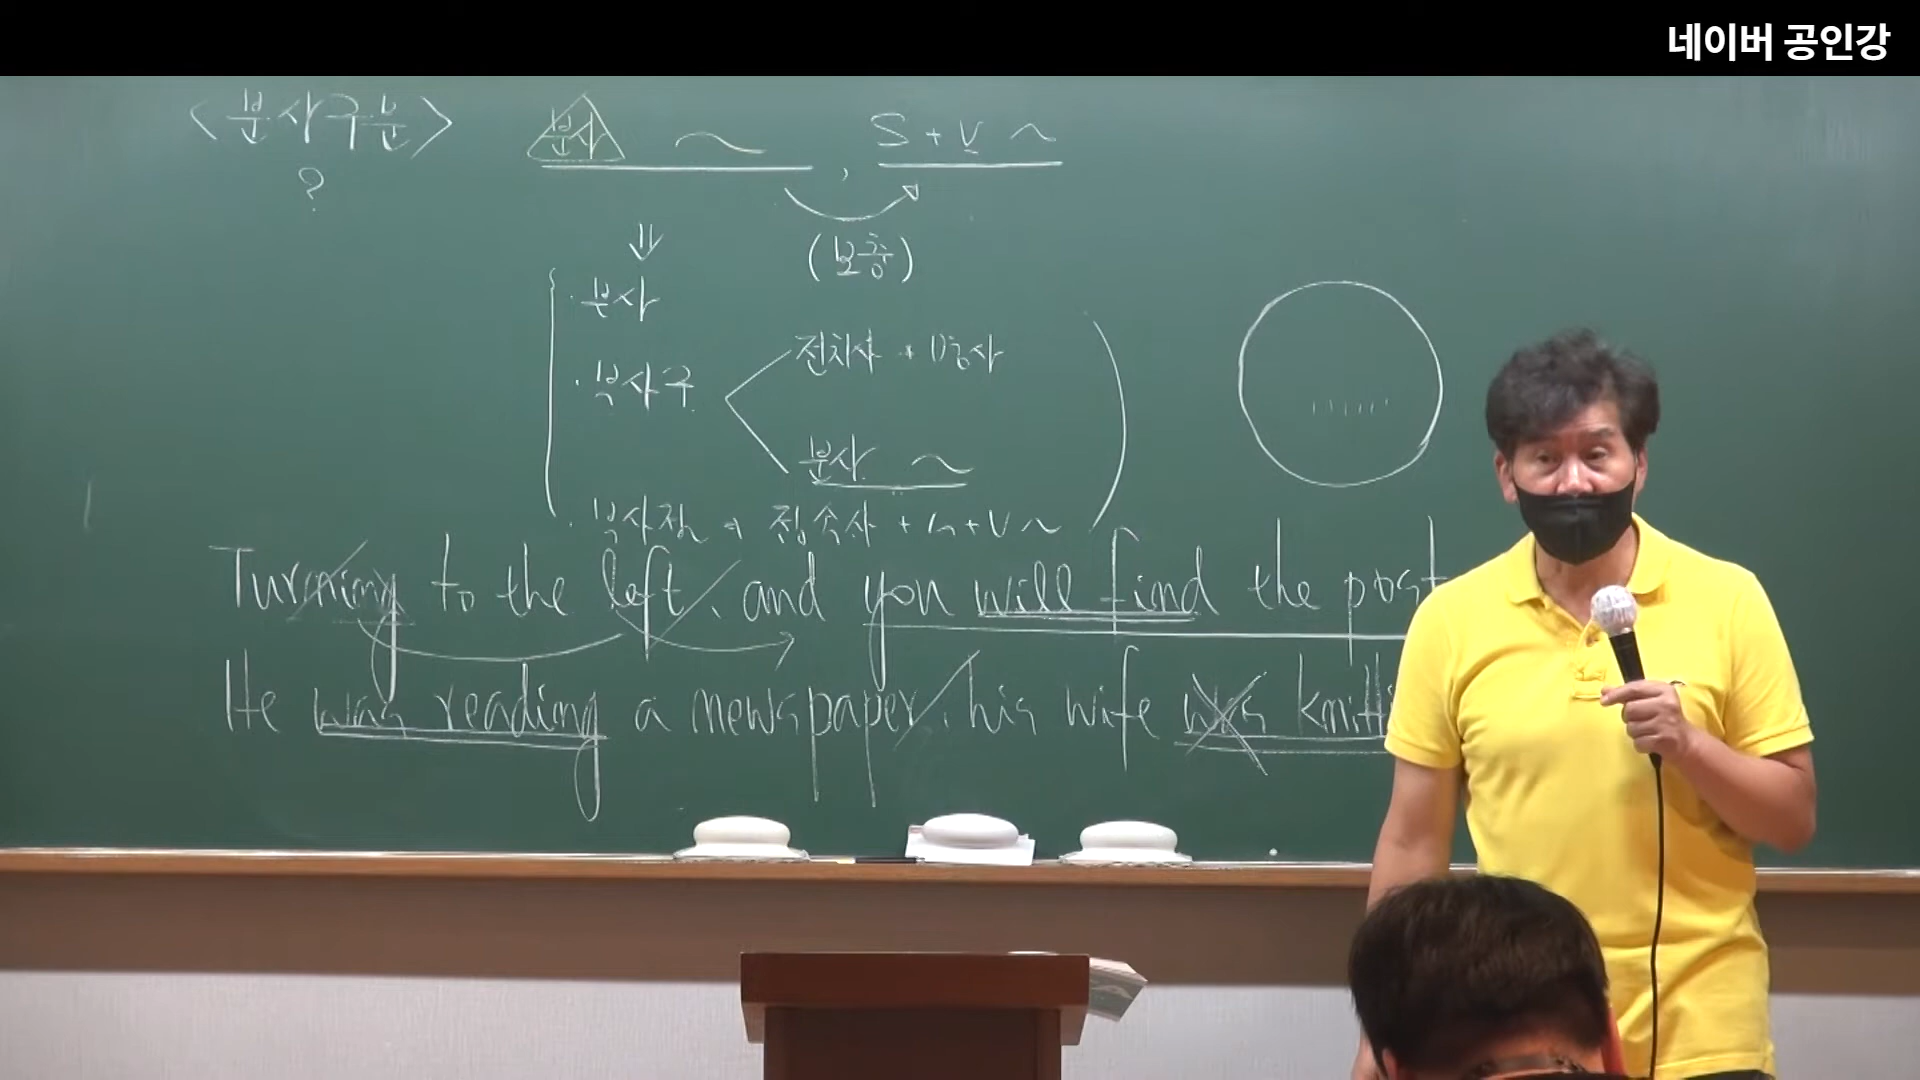 네이버 공인강
<분사구문> 분사 ~ , S + V ~
?
(보충)
· 분사
전치사 + 명사
· 부사구
분사 ~
· 부사절 → 접속사 + S + V ~
Turning to the left, and you will find the post
He was reading a newspaper, his wife was knitti